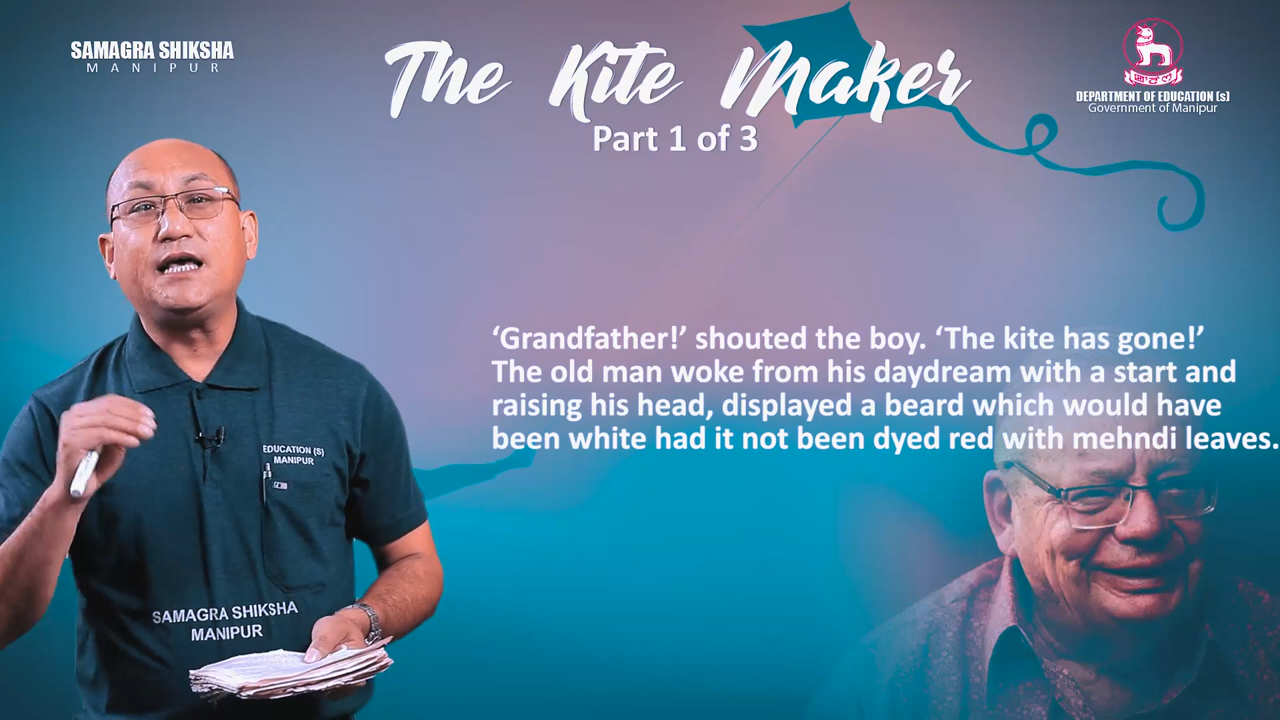 SAMAGRA SHIKSHA
MANIPUR
The Kite Maker
Part 1 of 3
DEPARTMENT OF EDUCATION (s)
Government of Manipur
‘Grandfather!’ shouted the boy. ‘The kite has gone!’
The old man woke from his daydream with a start and
raising his head, displayed a beard which would have
been white had it not been dyed red with mehndi leaves.
EDUCATION (S)
MANIPUR
SAMAGRA SHIKSHA
MANIPUR